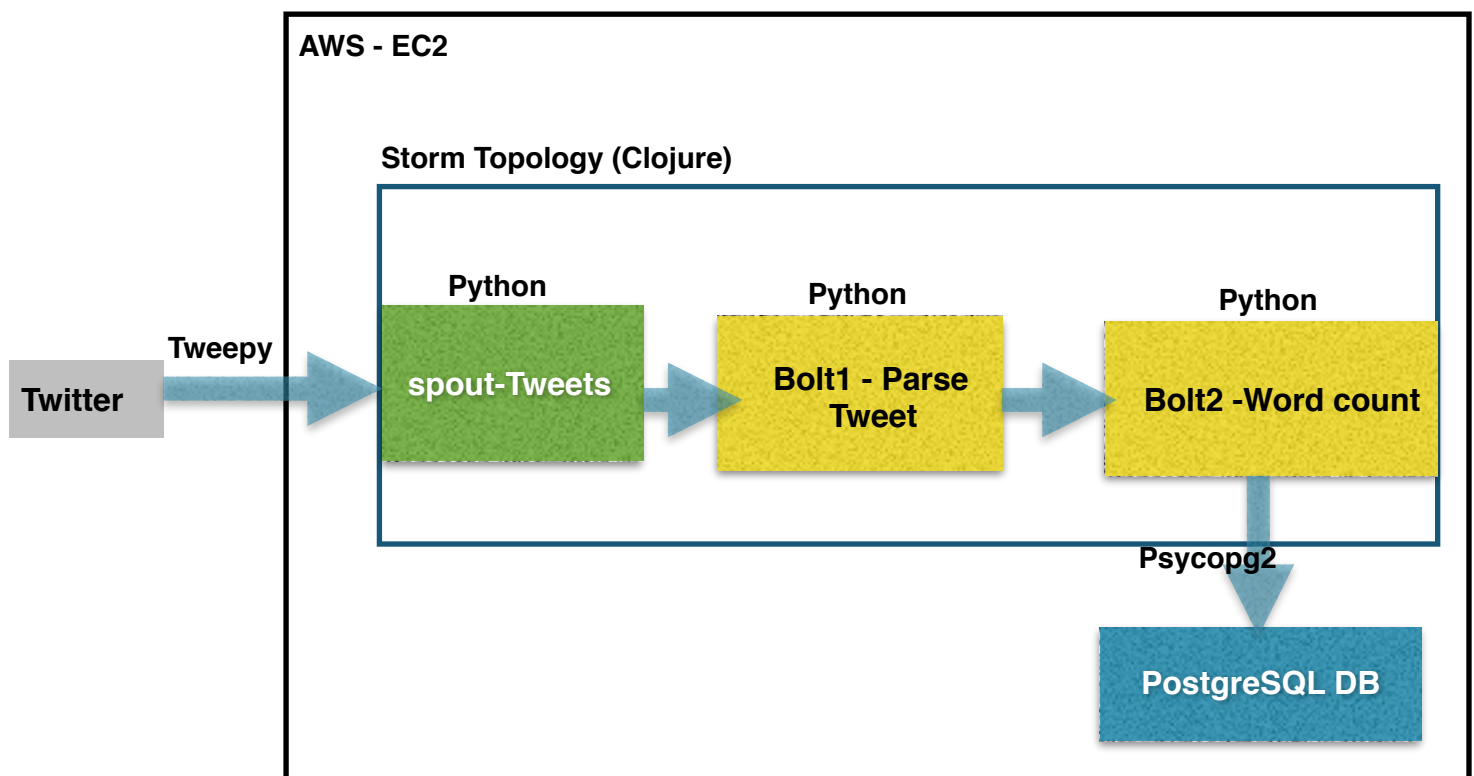 AWS - EC2
Storm Topology (Clojure)
Python
Python
Python
Tweepy
Twitter
spout-Tweets
Bolt1 - Parse
Tweet
Bolt2 -Word count
Psycopg2
PostgreSQL DB